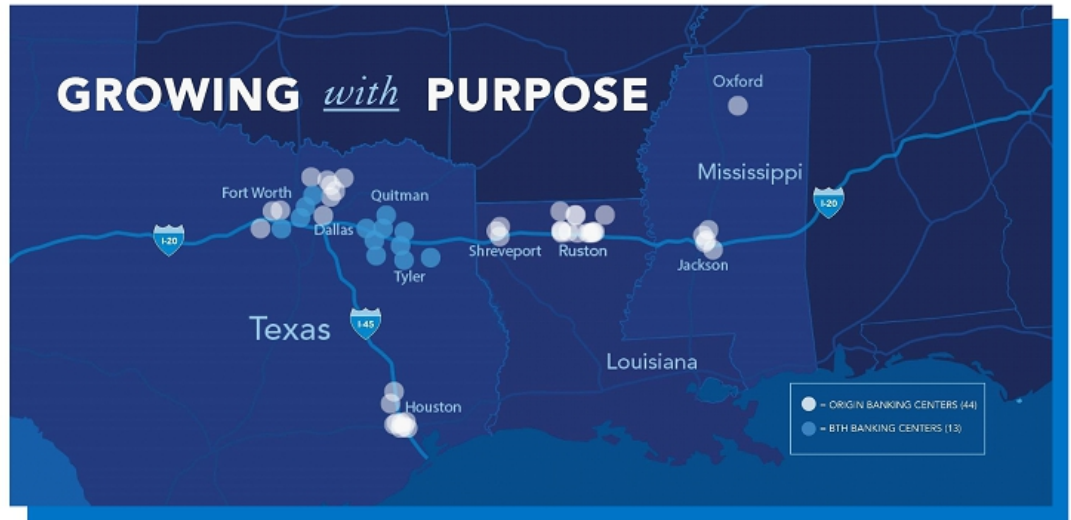 GROWING with PURPOSE
Oxford
Mississippi
Fort Worth
Quitman
I-20
I-20
Dallas
Shreveport
Ruston
Jackson
Tyler
Texas
I-45
Louisiana
Houston
= ORIGIN BANKING CENTERS (44)
= BTH BANKING CENTERS (13)